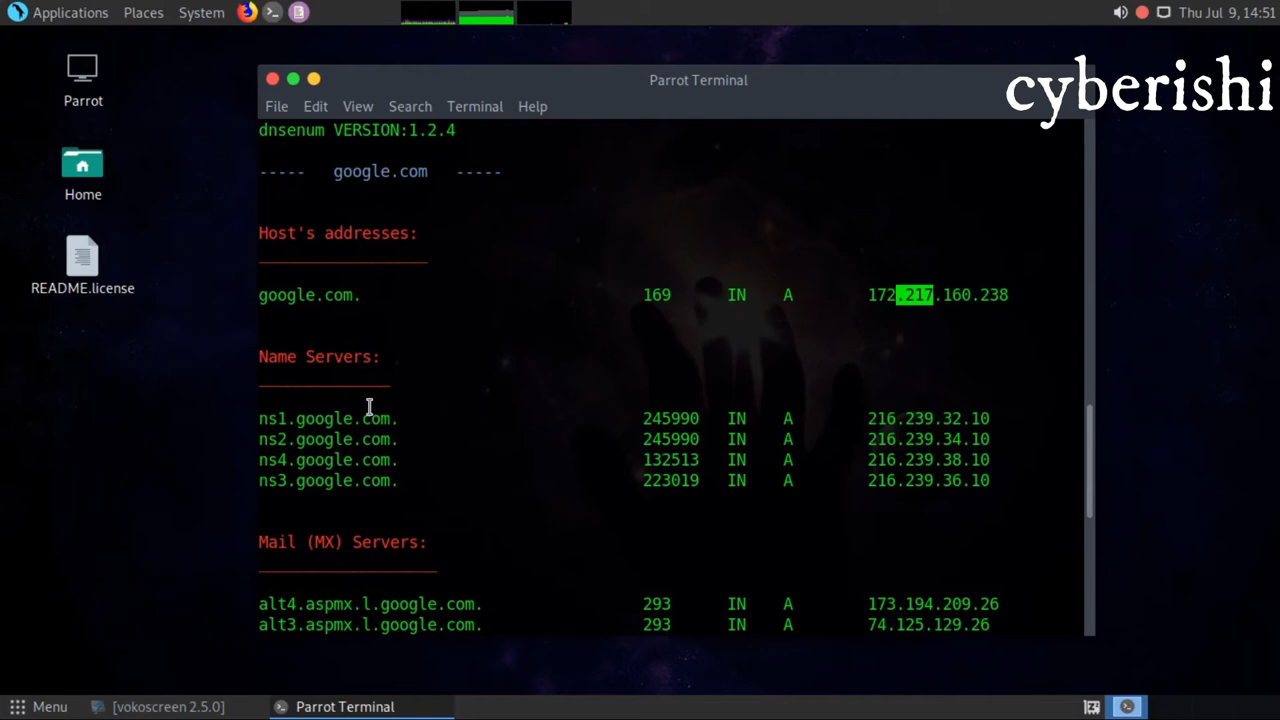 Applications Places System Thu Jul 9, 14:51
cyberishi
Parrot
Home
README.license
Parrot Terminal
File Edit View Search Terminal Help
dnsenum VERSION:1.2.4
----- google.com -----
Host's addresses:
__________________
google.com. 169 IN A 172.217.160.238
Name Servers:
______________
ns1.google.com. 245990 IN A 216.239.32.10
ns2.google.com. 245990 IN A 216.239.34.10
ns4.google.com. 132513 IN A 216.239.38.10
ns3.google.com. 223019 IN A 216.239.36.10
Mail (MX) Servers:
___________________
alt4.aspmx.l.google.com. 293 IN A 173.194.209.26
alt3.aspmx.l.google.com. 293 IN A 74.125.129.26
Menu [vokoscreen 2.5.0] Parrot Terminal